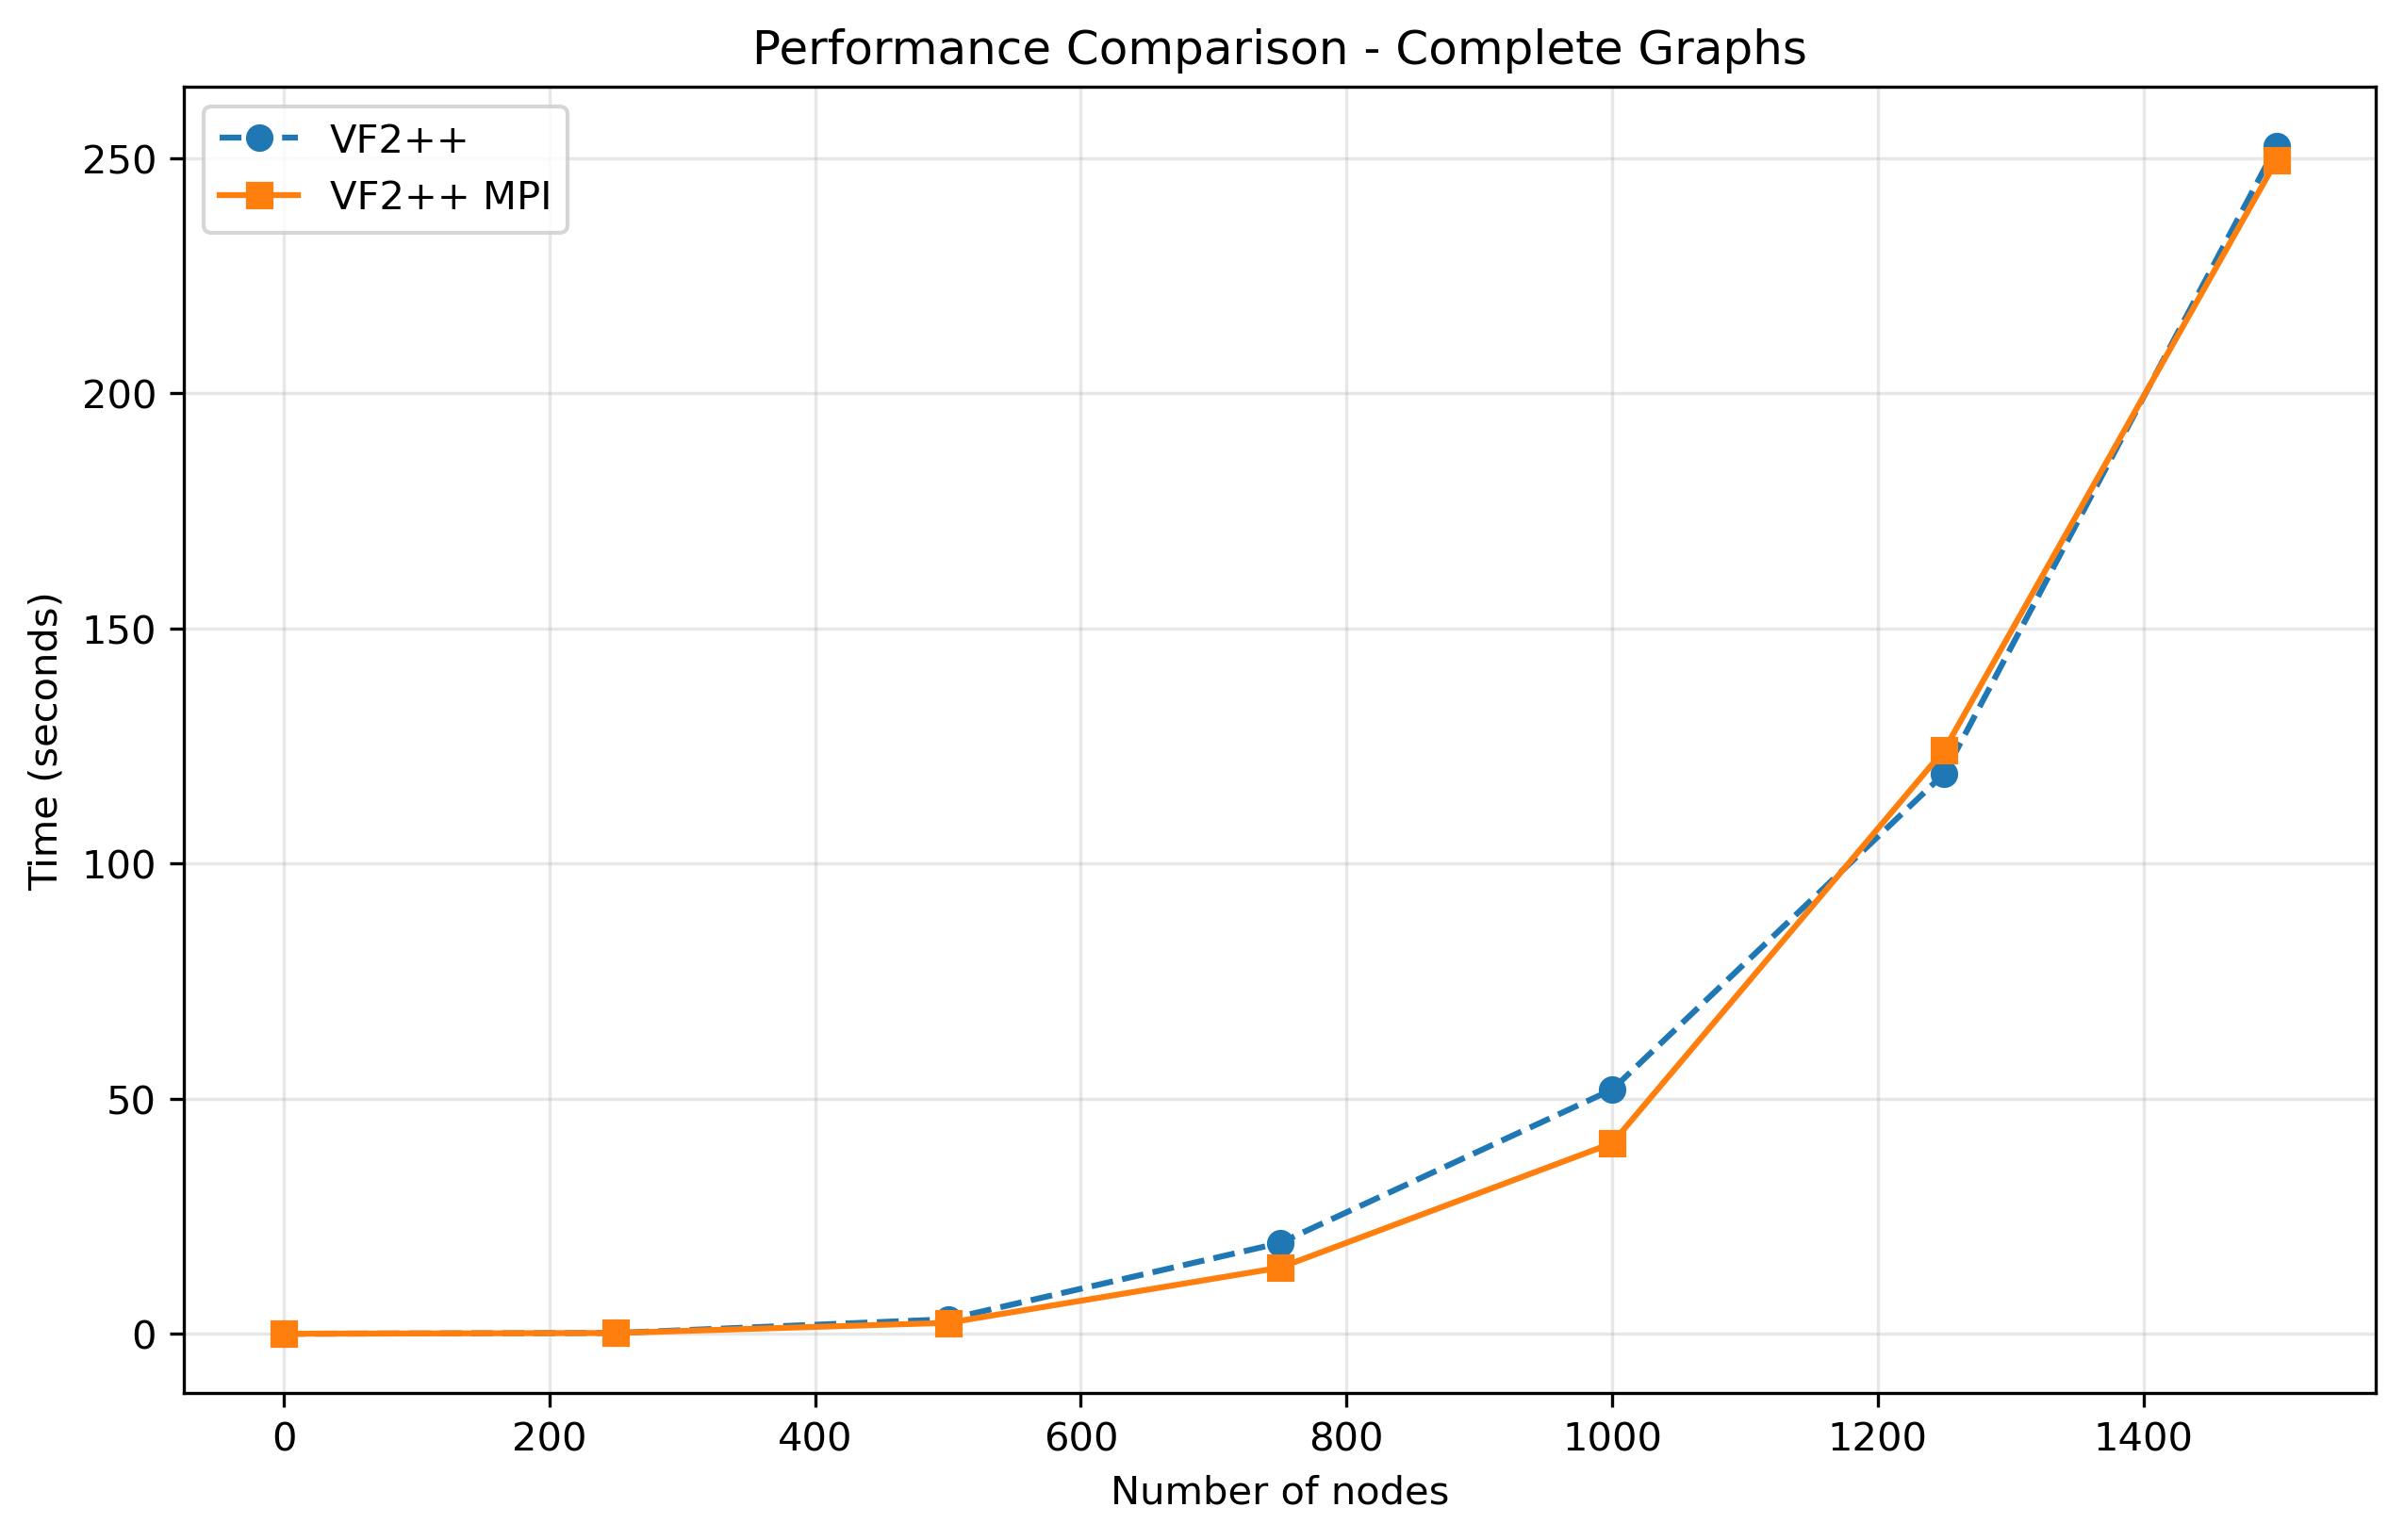 Performance Comparison - Complete Graphs
VF2++
VF2++ MPI
250
200
150
100
50
0
Time (seconds)
0 200 400 600 800 1000 1200 1400
Number of nodes